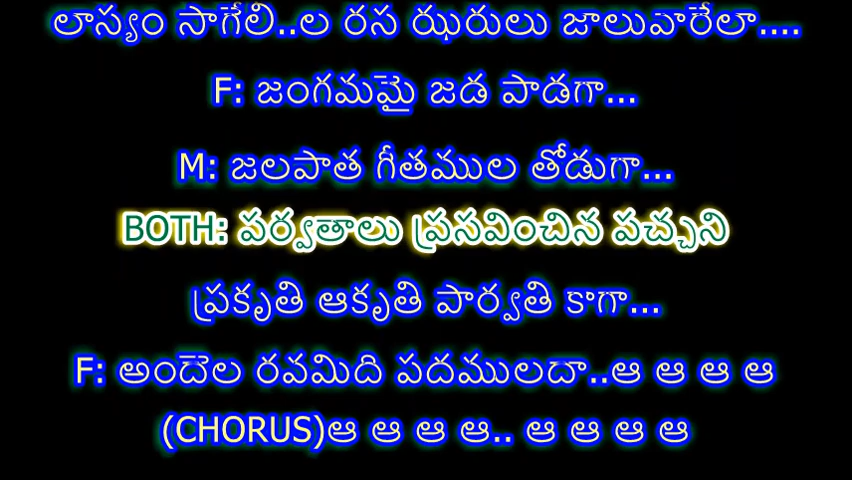 లాస్యం సాగేలి..ల రస ఝరులు జాలువారేలా....
F: జంగమమై జడ పాడగా...
M: జలపాత గీతముల తోడుగా...
BOTH: పర్వతాలు ప్రసవించిన పచ్చని
ప్రకృతి ఆకృతి పార్వతి కాగా...
F: అందెల రవమిది పదములదా..ఆ ఆ ఆ ఆ
(CHORUS)ఆ ఆ ఆ ఆ.. ఆ ఆ ఆ ఆ